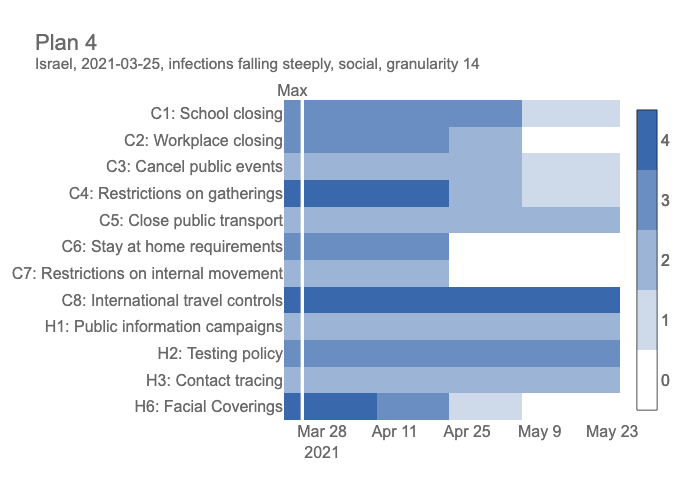 Plan 4
Israel, 2021-03-25, infections falling steeply, social, granularity 14
Max
C1: School closing
C2: Workplace closing
C3: Cancel public events
C4: Restrictions on gatherings
C5: Close public transport
C6: Stay at home requirements
C7: Restrictions on internal movement
C8: International travel controls
H1: Public information campaigns
H2: Testing policy
H3: Contact tracing
H6: Facial Coverings
Mar 28 Apr 11 Apr 25 May 9 May 23
2021
4
3
2
1
0